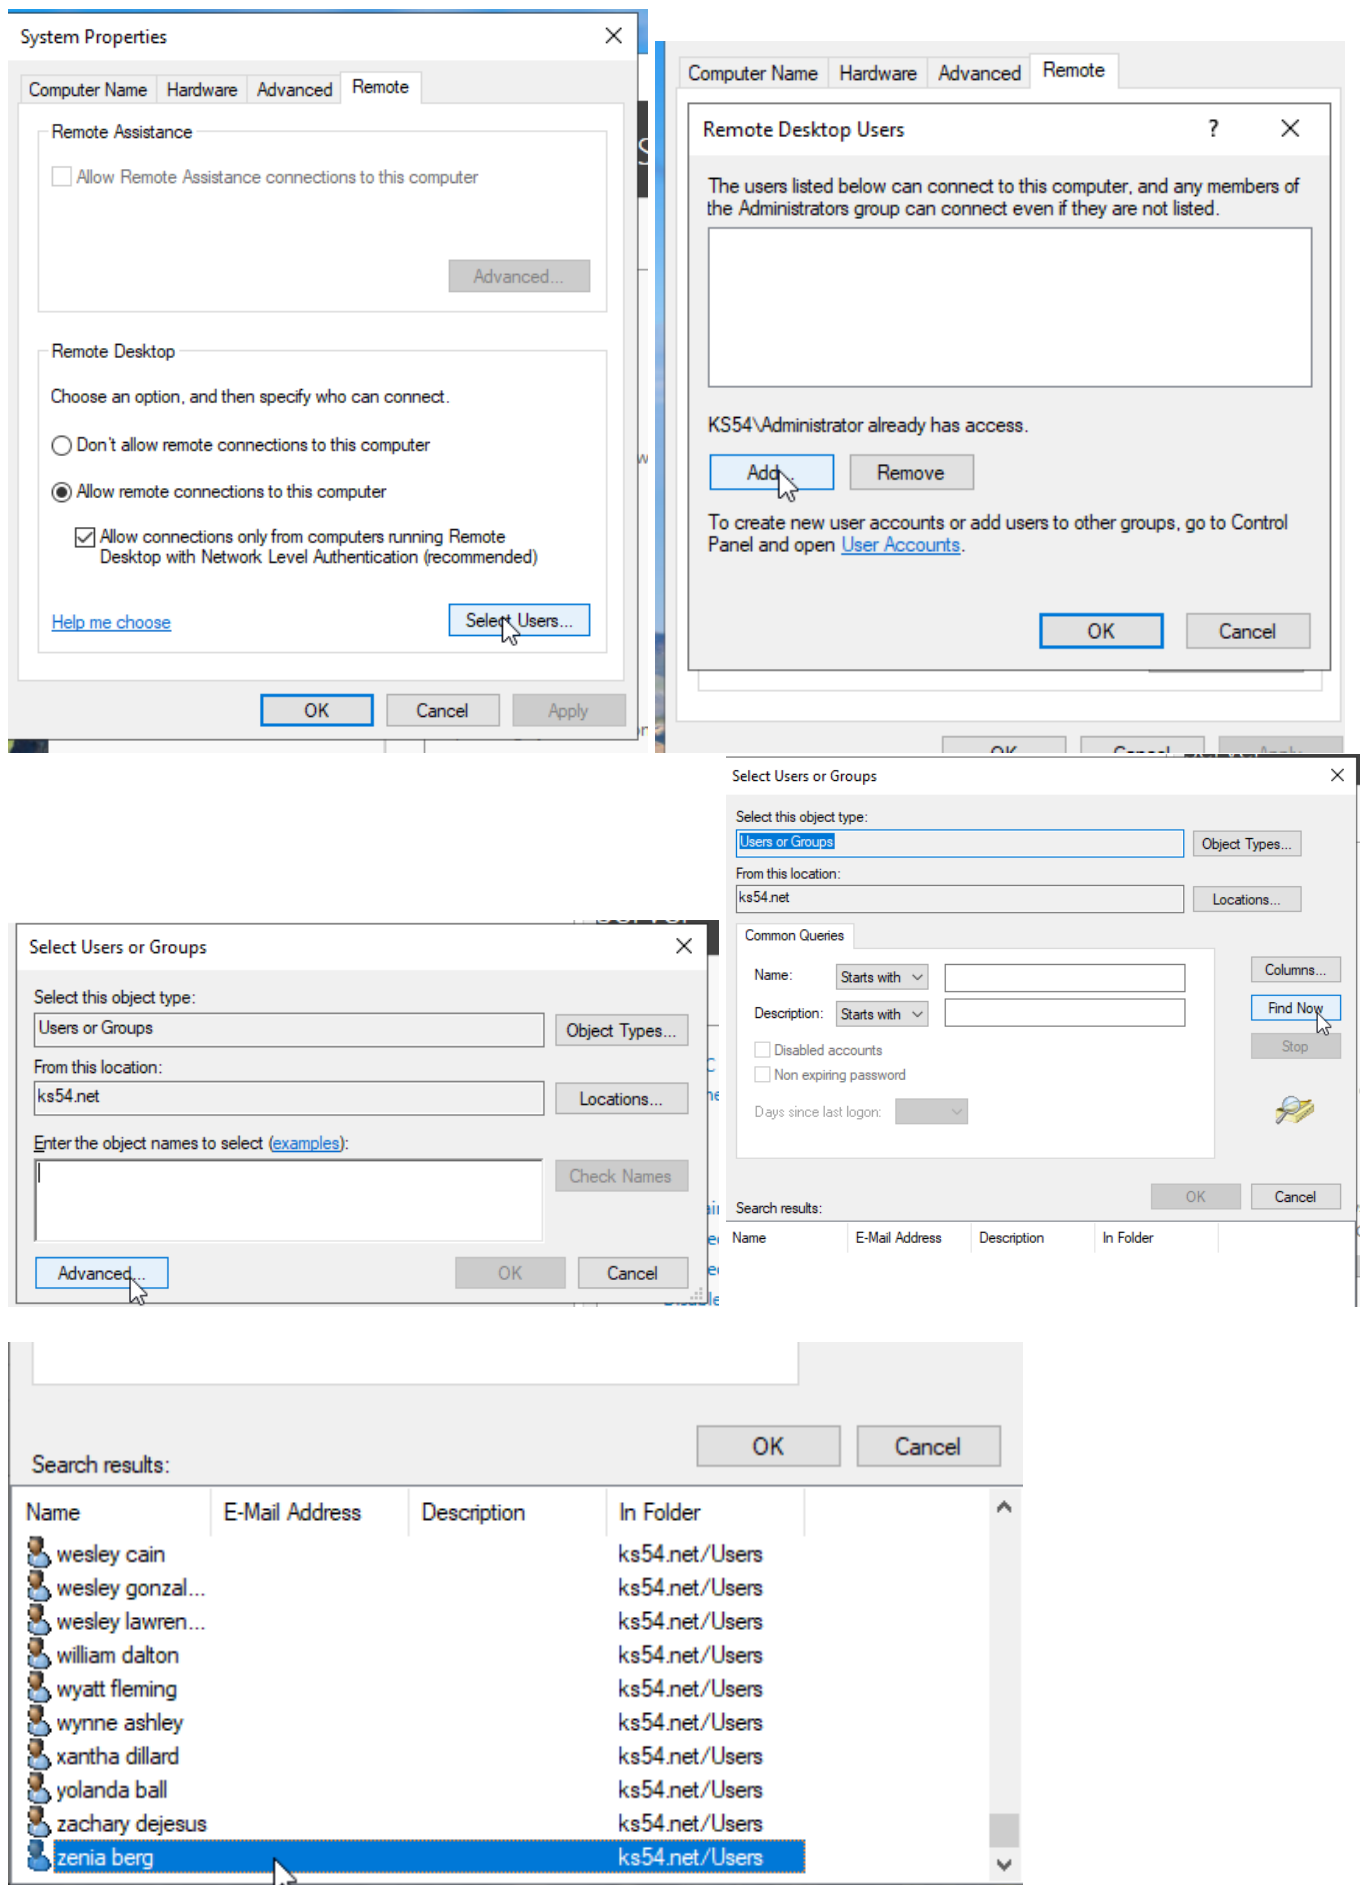 System Properties
Computer Name Hardware Advanced Remote
Remote Assistance
Allow Remote Assistance connections to this computer
Advanced...
Remote Desktop
Choose an option, and then specify who can connect.
Don't allow remote connections to this computer
Allow remote connections to this computer
Allow connections only from computers running Remote
Desktop with Network Level Authentication (recommended)
Help me choose
Select Users...
OK Cancel Apply
Computer Name Hardware Advanced Remote
Remote Desktop Users ?
The users listed below can connect to this computer, and any members of
the Administrators group can connect even if they are not listed.
KS54\Administrator already has access.
Add... Remove
To create new user accounts or add users to other groups, go to Control
Panel and open User Accounts.
OK Cancel
Select Users or Groups
Select this object type:
Users or Groups Object Types...
From this location:
ks54.net Locations...
Enter the object names to select (examples):
Check Names
Advanced... OK Cancel
Select Users or Groups
Select this object type:
Users or Groups Object Types...
From this location:
ks54.net Locations...
Common Queries
Name: Starts with
Columns...
Description: Starts with
Find Now
Disabled accounts
Stop
Non expiring password
Days since last logon:
OK Cancel
Search results:
Name E-Mail Address Description In Folder
OK Cancel
Search results:
Name E-Mail Address Description In Folder
wesley cain ks54.net/Users
wesley gonzal... ks54.net/Users
wesley lawren... ks54.net/Users
william dalton ks54.net/Users
wyatt fleming ks54.net/Users
wynne ashley ks54.net/Users
xantha dillard ks54.net/Users
yolanda ball ks54.net/Users
zachary dejesus ks54.net/Users
zenia berg ks54.net/Users